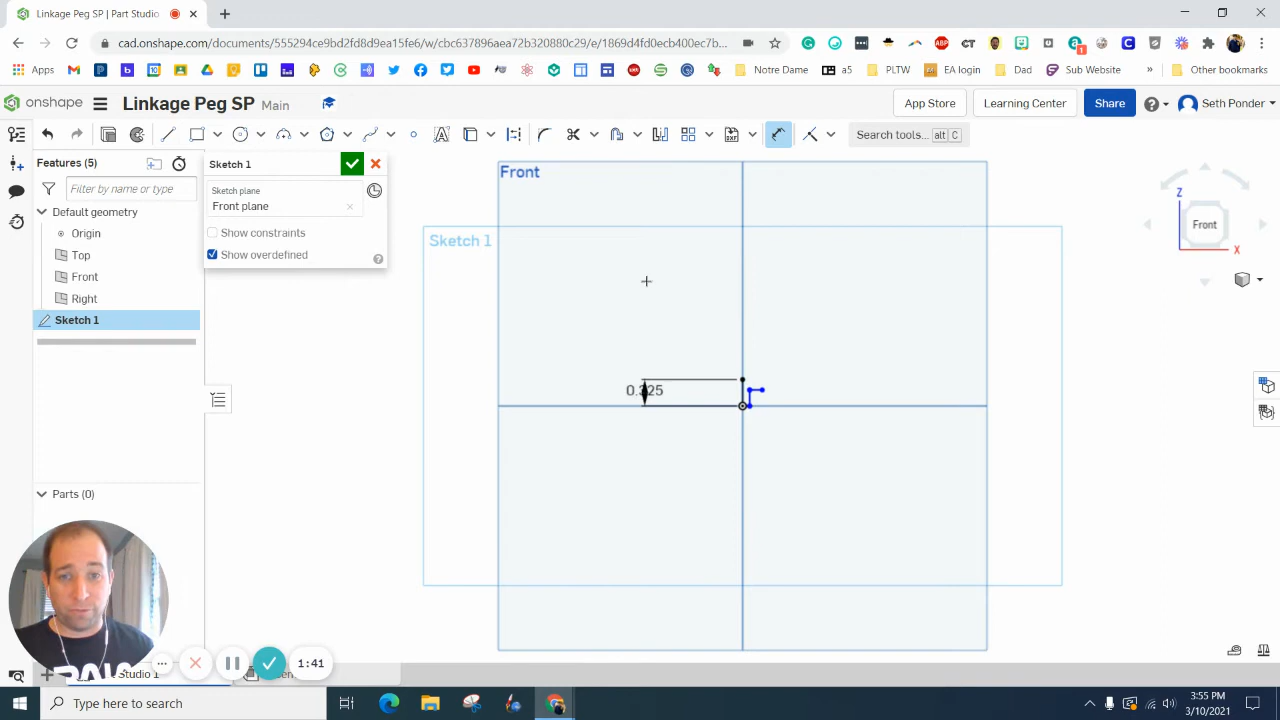 Linkage Peg SP | Part Studio
cad.onshape.com/documents/555294ce9bd2fd82aea15fe6/w/cbc637896aea72b320880c29/e/1869d4fd0ecb400ec7b...
Apps
Notre Dame
a5
PLTW
EA login
Dad
Sub Website
»
Other bookmarks
onshape
Linkage Peg SP
Main
App Store
Learning Center
Share
Seth Ponder
Search tools...
alt
C
Features (5)
Filter by name or type
Default geometry
Origin
Top
Front
Right
Sketch 1
Parts (0)
Sketch 1
Sketch plane
Front plane
Show constraints
Show overdefined
Front
Sketch 1
0.325
Z
Front
X
1:41
Type here to search
3:55 PM
3/10/2021